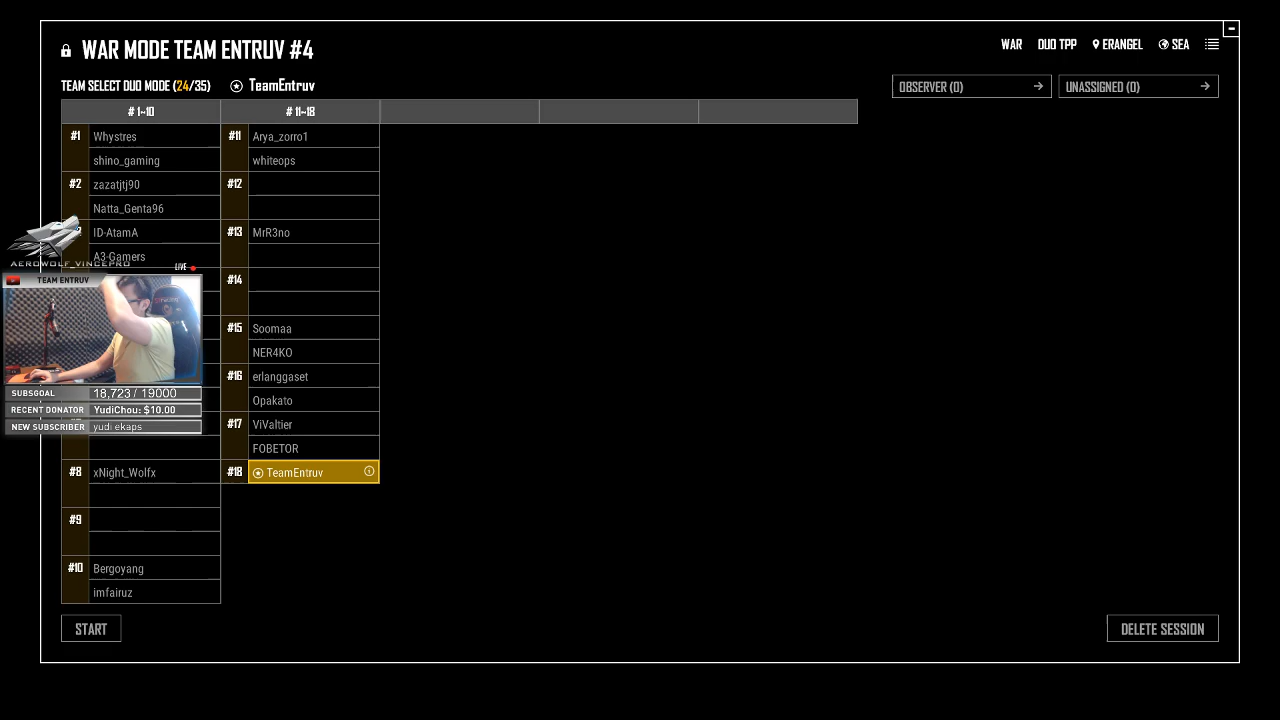 WAR MODE TEAM ENTRUV #4
WAR DUO TPP ERANGEL SEA
TEAM SELECT DUO MODE (24/35) TeamEntruv
OBSERVER (0) UNASSIGNED (0)
# 1~10 # 11~18
#1 Whystres #11 Arya_zorro1
shino_gaming whiteops
#2 zazatjtj90 #12
Natta_Genta96
ID-AtamA #13 MrR3no
A3-Gamers
AEROWOLF_VINCEPRO
LIVE
TEAM ENTRUV #14
#15 Soomaa
NER4KO
#16 erlanggaset
SUBSGOAL 18,723 / 19000
Opakato
RECENT DONATOR YudiChou: $10.00
NEW SUBSCRIBER yudi ekaps
#17 ViValtier
FOBETOR
#8 xNight_Wolfx #18 TeamEntruv
#9
#10 Bergoyang
imfairuz
START DELETE SESSION